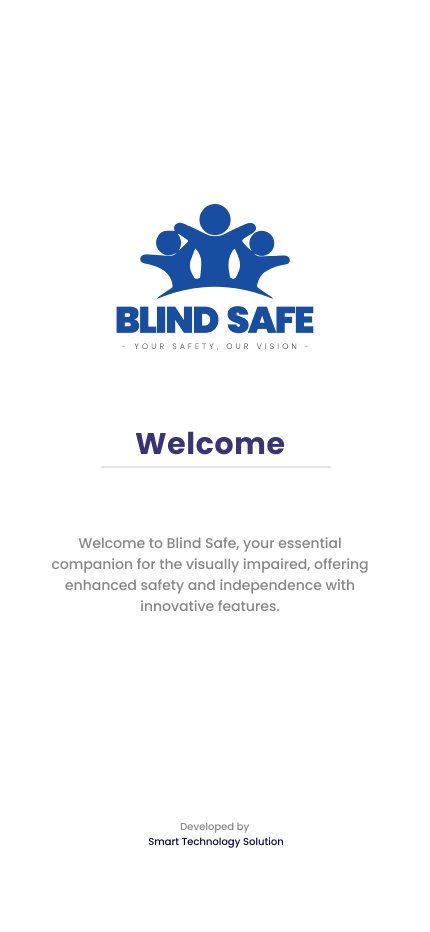 BLIND SAFE
- YOUR SAFETY, OUR VISION -
Welcome
Welcome to Blind Safe, your essential
companion for the visually impaired, offering
enhanced safety and independence with
innovative features.
Developed by
Smart Technology Solution